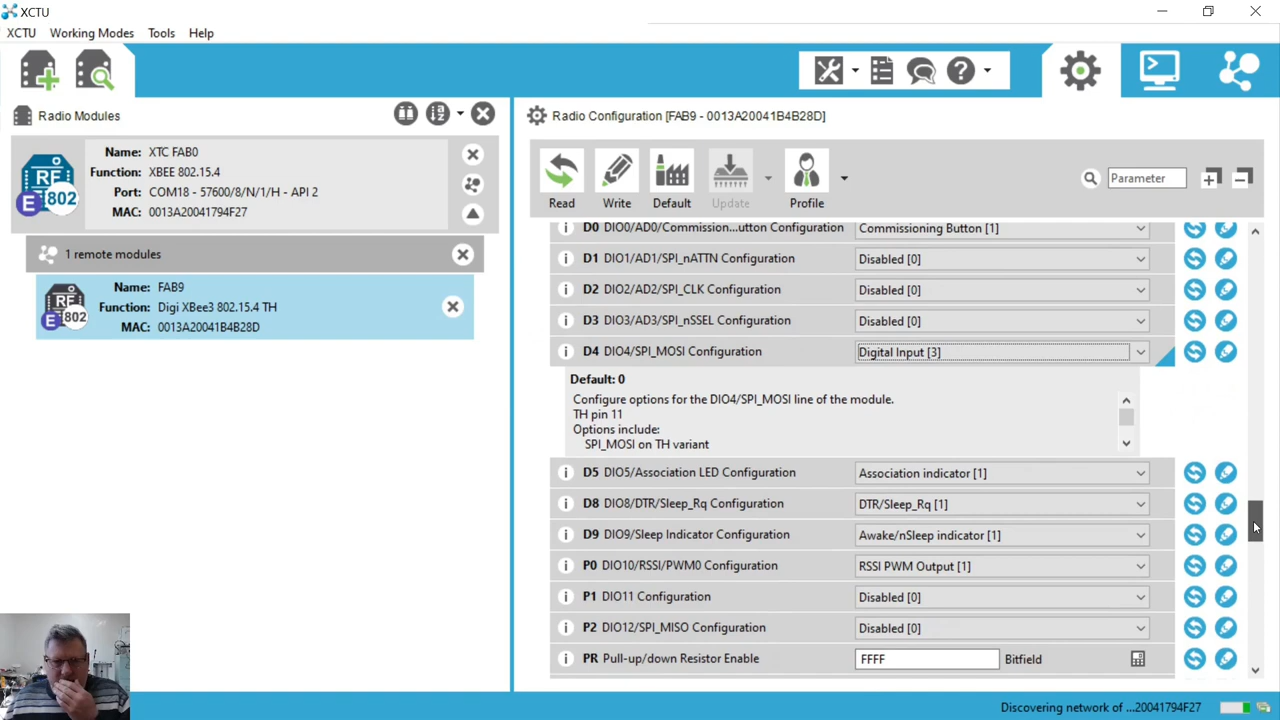 XCTU
XCTU Working Modes Tools Help
Radio Modules
Name: XTC FAB0
Function: XBEE 802.15.4
Port: COM18 - 57600/8/N/1/H - API 2
MAC: 0013A20041794F27
RF
E 802
1 remote modules
Name: FAB9
Function: Digi XBee3 802.15.4 TH
MAC: 0013A20041B4B28D
RF
E 802
Radio Configuration [FAB9 - 0013A20041B4B28D]
Read Write Default Update Profile
Parameter
D0 DIO0/AD0/Commission...utton Configuration Commissioning Button [1]
D1 DIO1/AD1/SPI_nATTN Configuration Disabled [0]
D2 DIO2/AD2/SPI_CLK Configuration Disabled [0]
D3 DIO3/AD3/SPI_nSSEL Configuration Disabled [0]
D4 DIO4/SPI_MOSI Configuration Digital Input [3]
Default: 0
Configure options for the DIO4/SPI_MOSI line of the module.
TH pin 11
Options include:
SPI_MOSI on TH variant
D5 DIO5/Association LED Configuration Association indicator [1]
D8 DIO8/DTR/Sleep_Rq Configuration DTR/Sleep_Rq [1]
D9 DIO9/Sleep Indicator Configuration Awake/nSleep indicator [1]
P0 DIO10/RSSI/PWM0 Configuration RSSI PWM Output [1]
P1 DIO11 Configuration Disabled [0]
P2 DIO12/SPI_MISO Configuration Disabled [0]
PR Pull-up/down Resistor Enable FFFF Bitfield
Discovering network of ...20041794F27